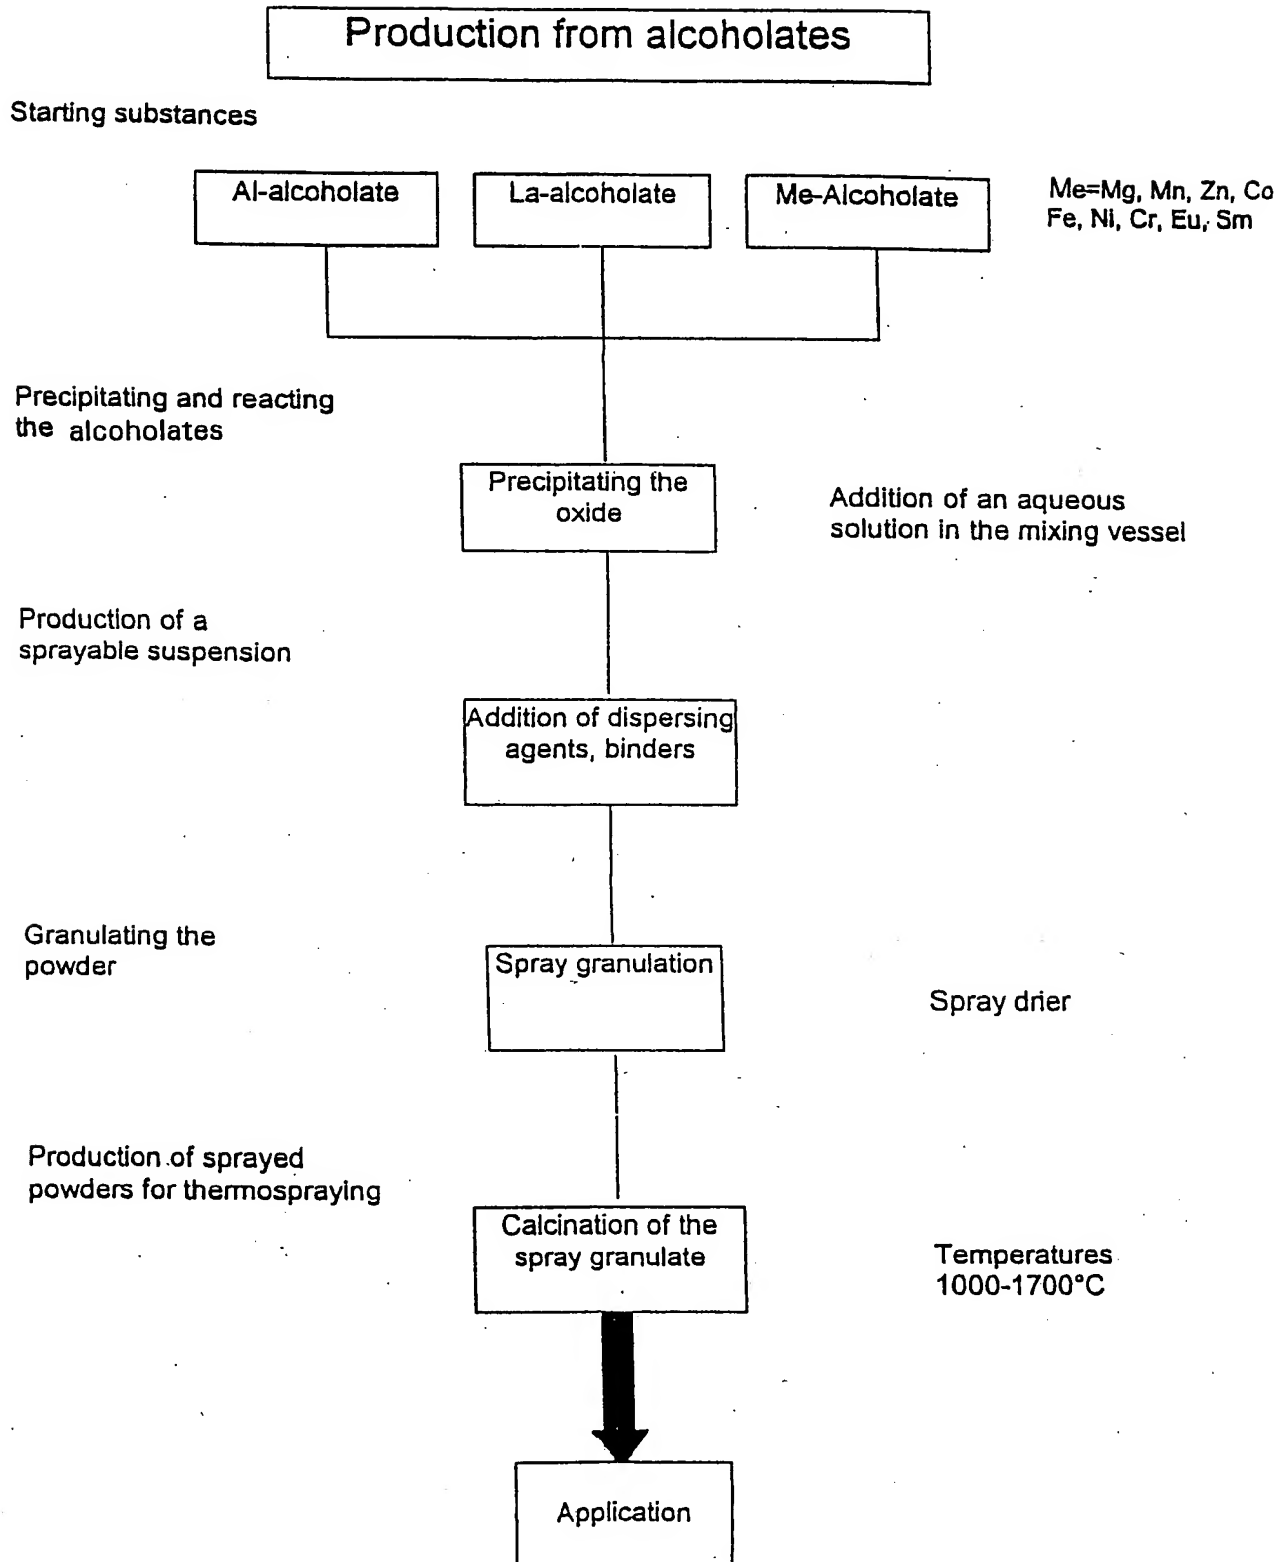 Production from alcoholates
Starting substances
Al-alcoholate
La-alcoholate
Me-Alcoholate
Me=Mg, Mn, Zn, Co
Fe, Ni, Cr, Eu, Sm
Precipitating and reacting
the alcoholates
Precipitating the
oxide
Addition of an aqueous
solution in the mixing vessel
Production of a
sprayable suspension
Addition of dispersing
agents, binders
Granulating the
powder
Spray granulation
Spray drier
Production of sprayed
powders for thermospraying
Calcination of the
spray granulate
Temperatures
1000-1700°C
Application